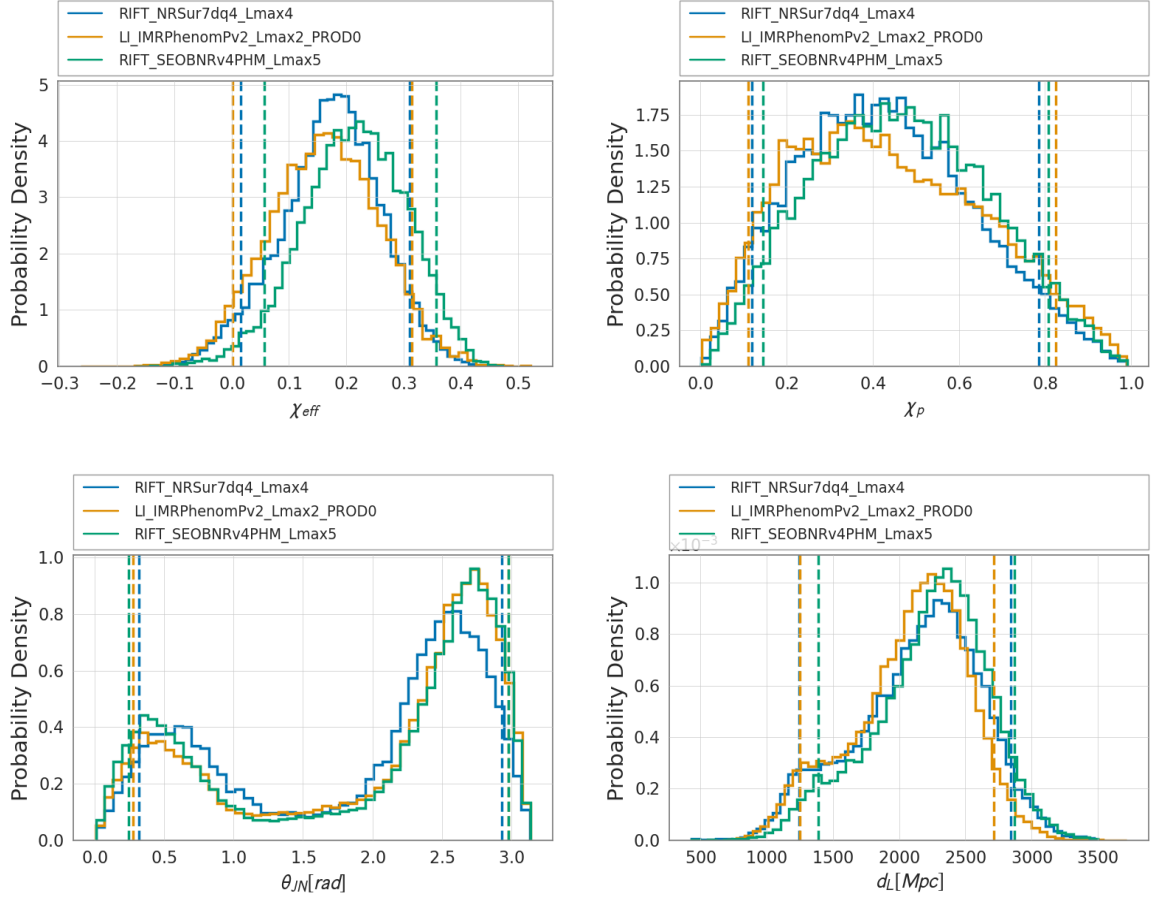 RIFT_NRSur7dq4_Lmax4
LI_IMRPhenomPv2_Lmax2_PROD0
RIFT_SEOBNRv4PHM_Lmax5
5
4
3
2
1
0
Probability Density
−0.3 −0.2 −0.1 0.0 0.1 0.2 0.3 0.4 0.5
χeff
RIFT_NRSur7dq4_Lmax4
LI_IMRPhenomPv2_Lmax2_PROD0
RIFT_SEOBNRv4PHM_Lmax5
1.75
1.50
1.25
1.00
0.75
0.50
0.25
0.00
Probability Density
0.0 0.2 0.4 0.6 0.8 1.0
χp
RIFT_NRSur7dq4_Lmax4
LI_IMRPhenomPv2_Lmax2_PROD0
RIFT_SEOBNRv4PHM_Lmax5
1.0
0.8
0.6
0.4
0.2
0.0
Probability Density
0.0 0.5 1.0 1.5 2.0 2.5 3.0
θJN[rad]
RIFT_NRSur7dq4_Lmax4
LI_IMRPhenomPv2_Lmax2_PROD0
RIFT_SEOBNRv4PHM_Lmax5
×10−3
1.0
0.8
0.6
0.4
0.2
0.0
Probability Density
500 1000 1500 2000 2500 3000 3500
dL[Mpc]